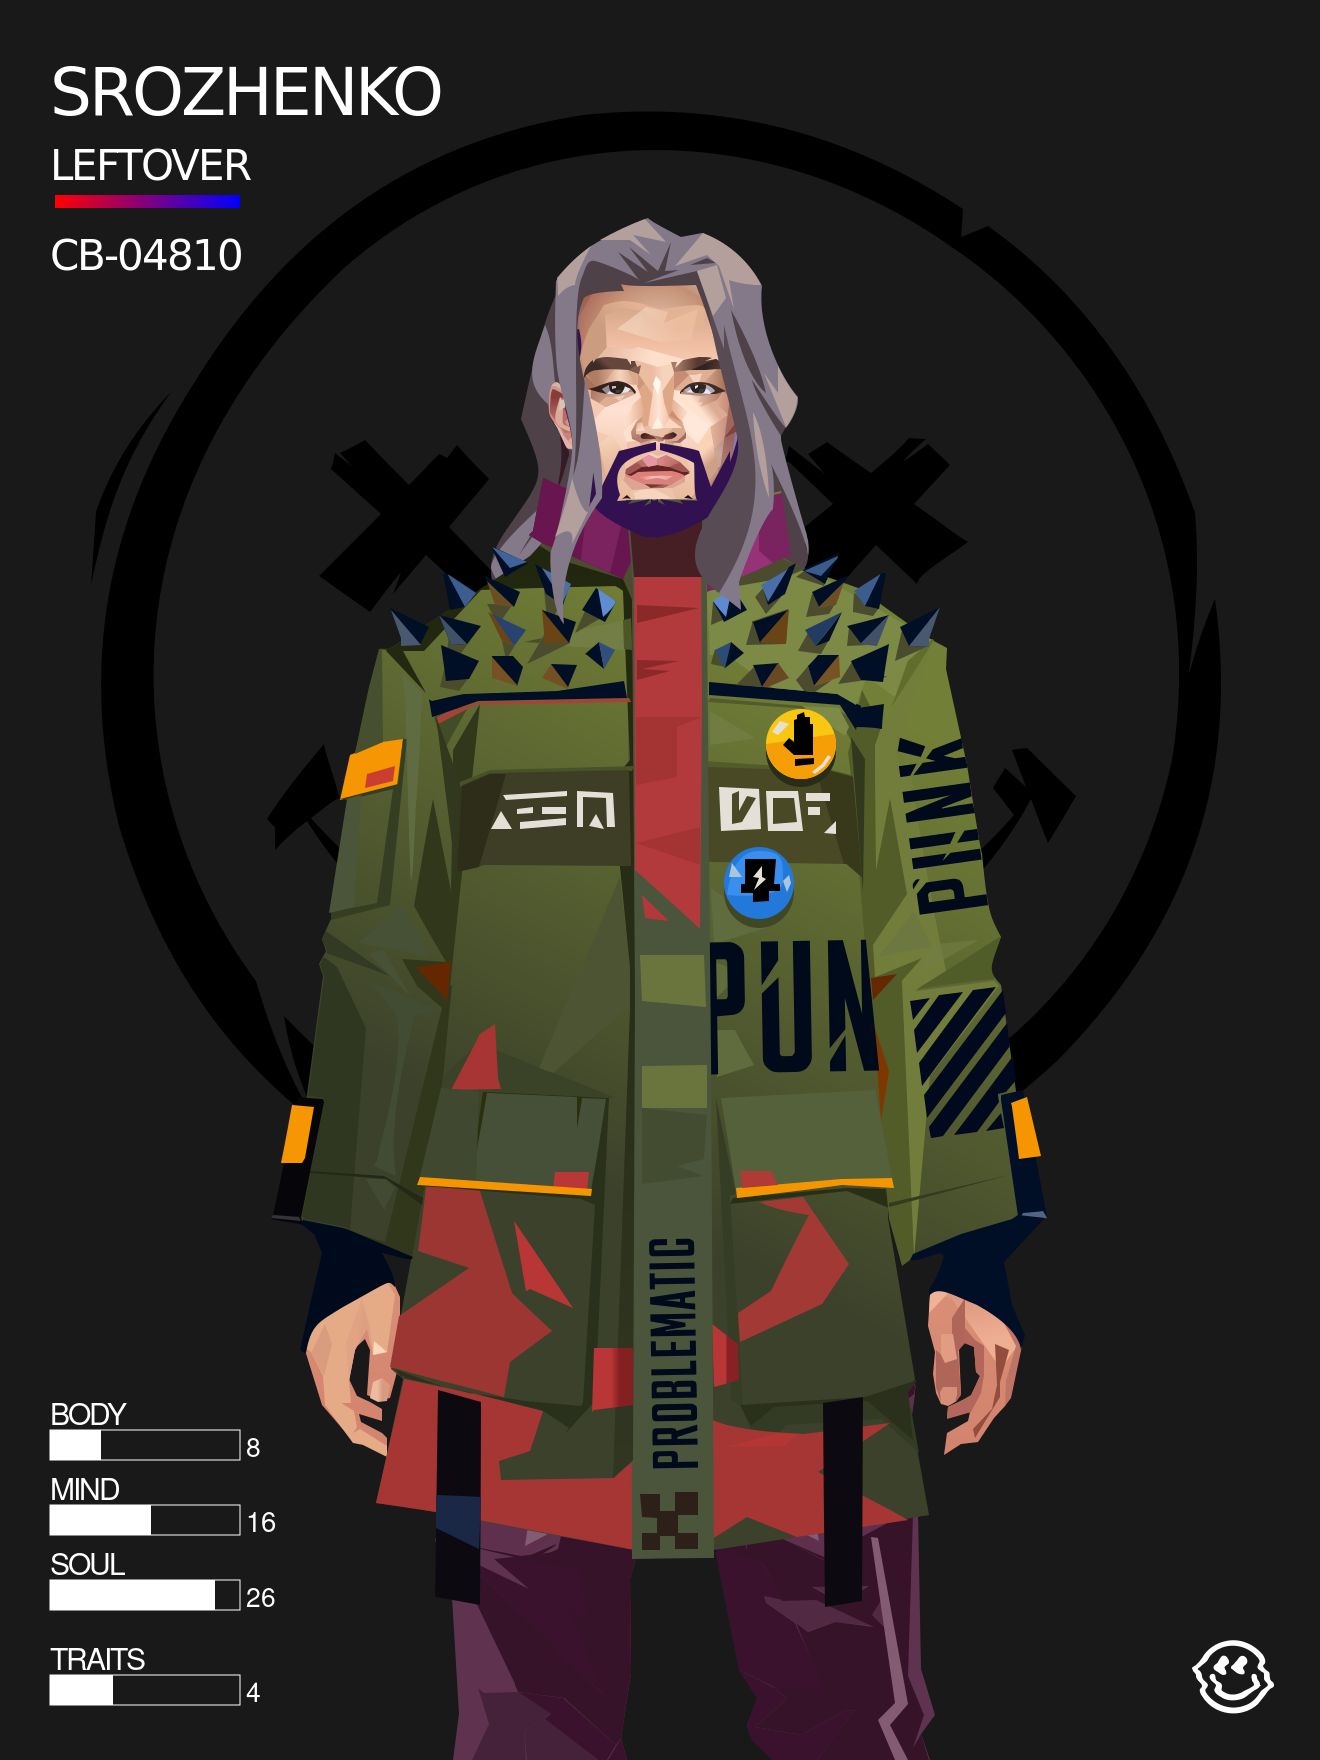 SROZHENKO
LEFTOVER
CB-04810
PUNK
PUN
PROBLEMATIC
BODY
8
MIND
16
SOUL
26
TRAITS
4